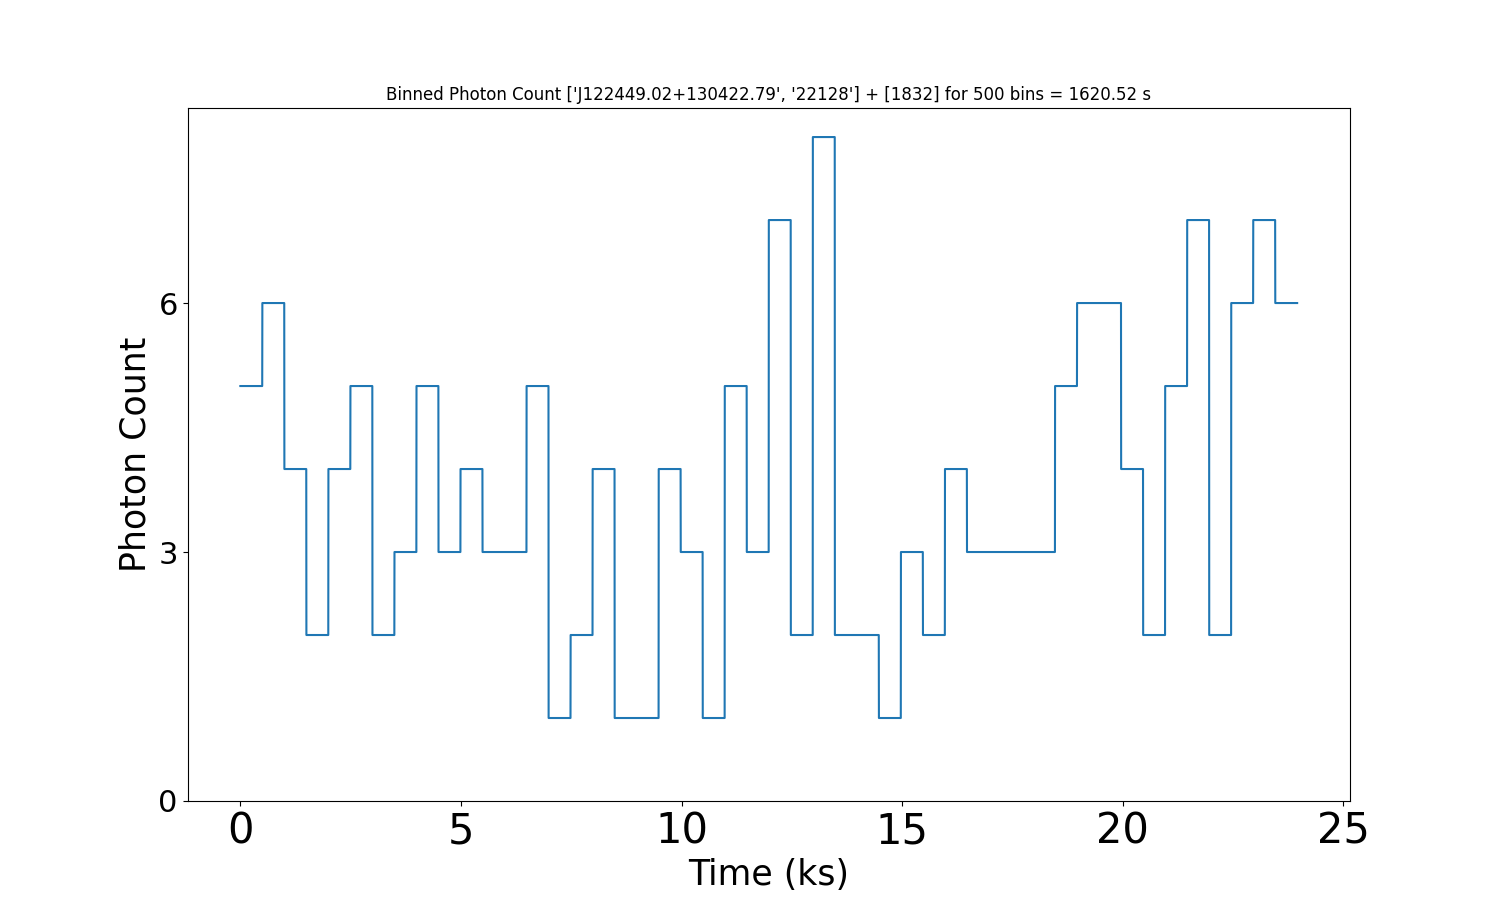 Binned Photon Count ['J122449.02+130422.79', '22128'] + [1832] for 500 bins = 1620.52 s
6
3
0
Photon Count
0 5 10 15 20 25
Time (ks)